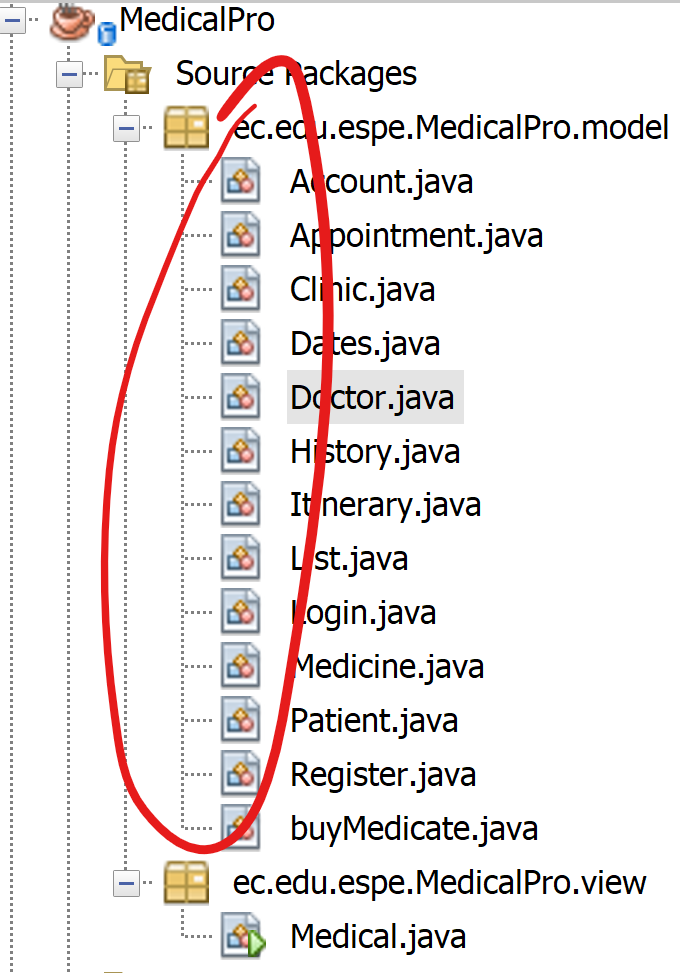 MedicalPro
Source Packages
ec.edu.espe.MedicalPro.model
Account.java
Appointment.java
Clinic.java
Dates.java
Doctor.java
History.java
Itinerary.java
List.java
Login.java
Medicine.java
Patient.java
Register.java
buyMedicate.java
ec.edu.espe.MedicalPro.view
Medical.java